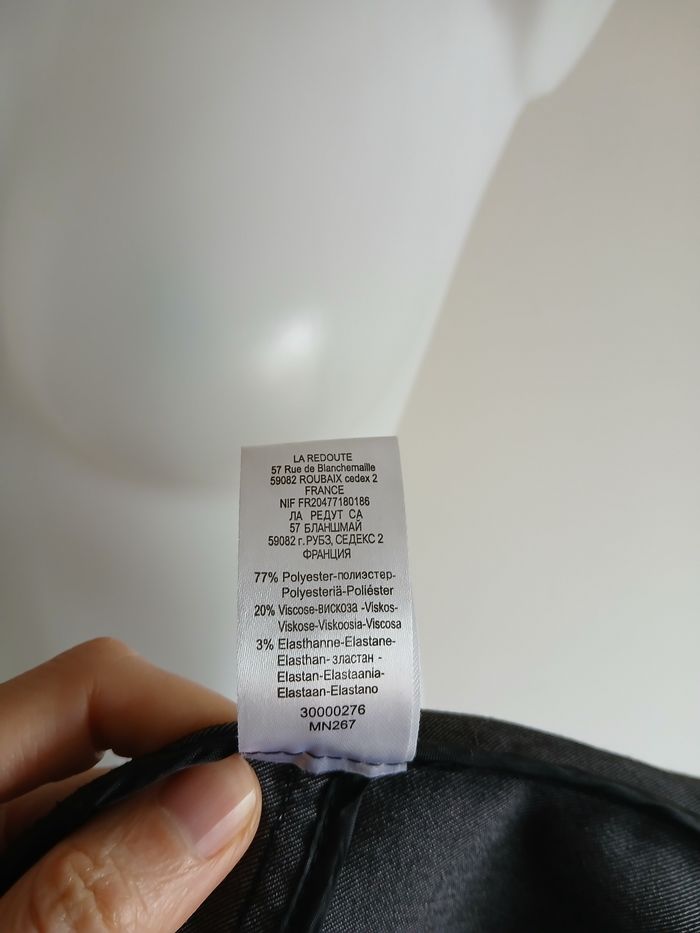 LA REDOUTE
57 Rue de Blanchemaille
59082 ROUBAIX cedex 2
FRANCE
NIF FR20477180186
ЛА РЕДУТ СА
57 БЛАНШМАЙ
59082 г.РУБЗ, СЕДЕКС 2
ФРАНЦИЯ
77% Polyester-полиэстер-
Polyesteriä-Poliéster
20% Viscose-вискоза -Viskos-
Viskose-Viskoosia-Viscosa
3% Elasthanne-Elastane-
Elasthan-зластан -
Elastan-Elastaania-
Elastaan-Elastano
30000276
MN267